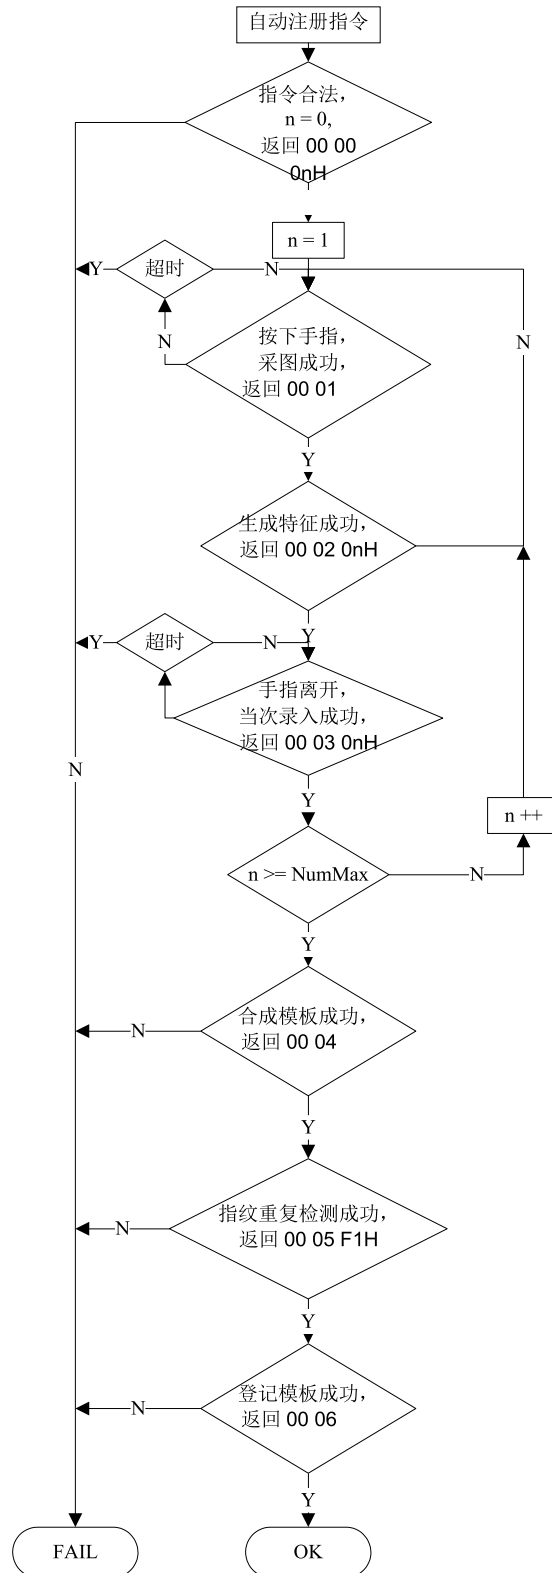 自动注册指令
指令合法，
n = 0,
返回 00 00
0nH
n = 1
Y
超时
N
N
按下手指，
采图成功，
返回 00 01
N
Y
生成特征成功，
返回 00 02 0nH
Y
Y
超时
N
手指离开，
当次录入成功，
返回 00 03 0nH
N
Y
n ++
n >= NumMax
N
Y
合成模板成功，
返回 00 04
N
Y
指纹重复检测成功，
返回 00 05 F1H
N
Y
登记模板成功，
返回 00 06
N
Y
FAIL
OK